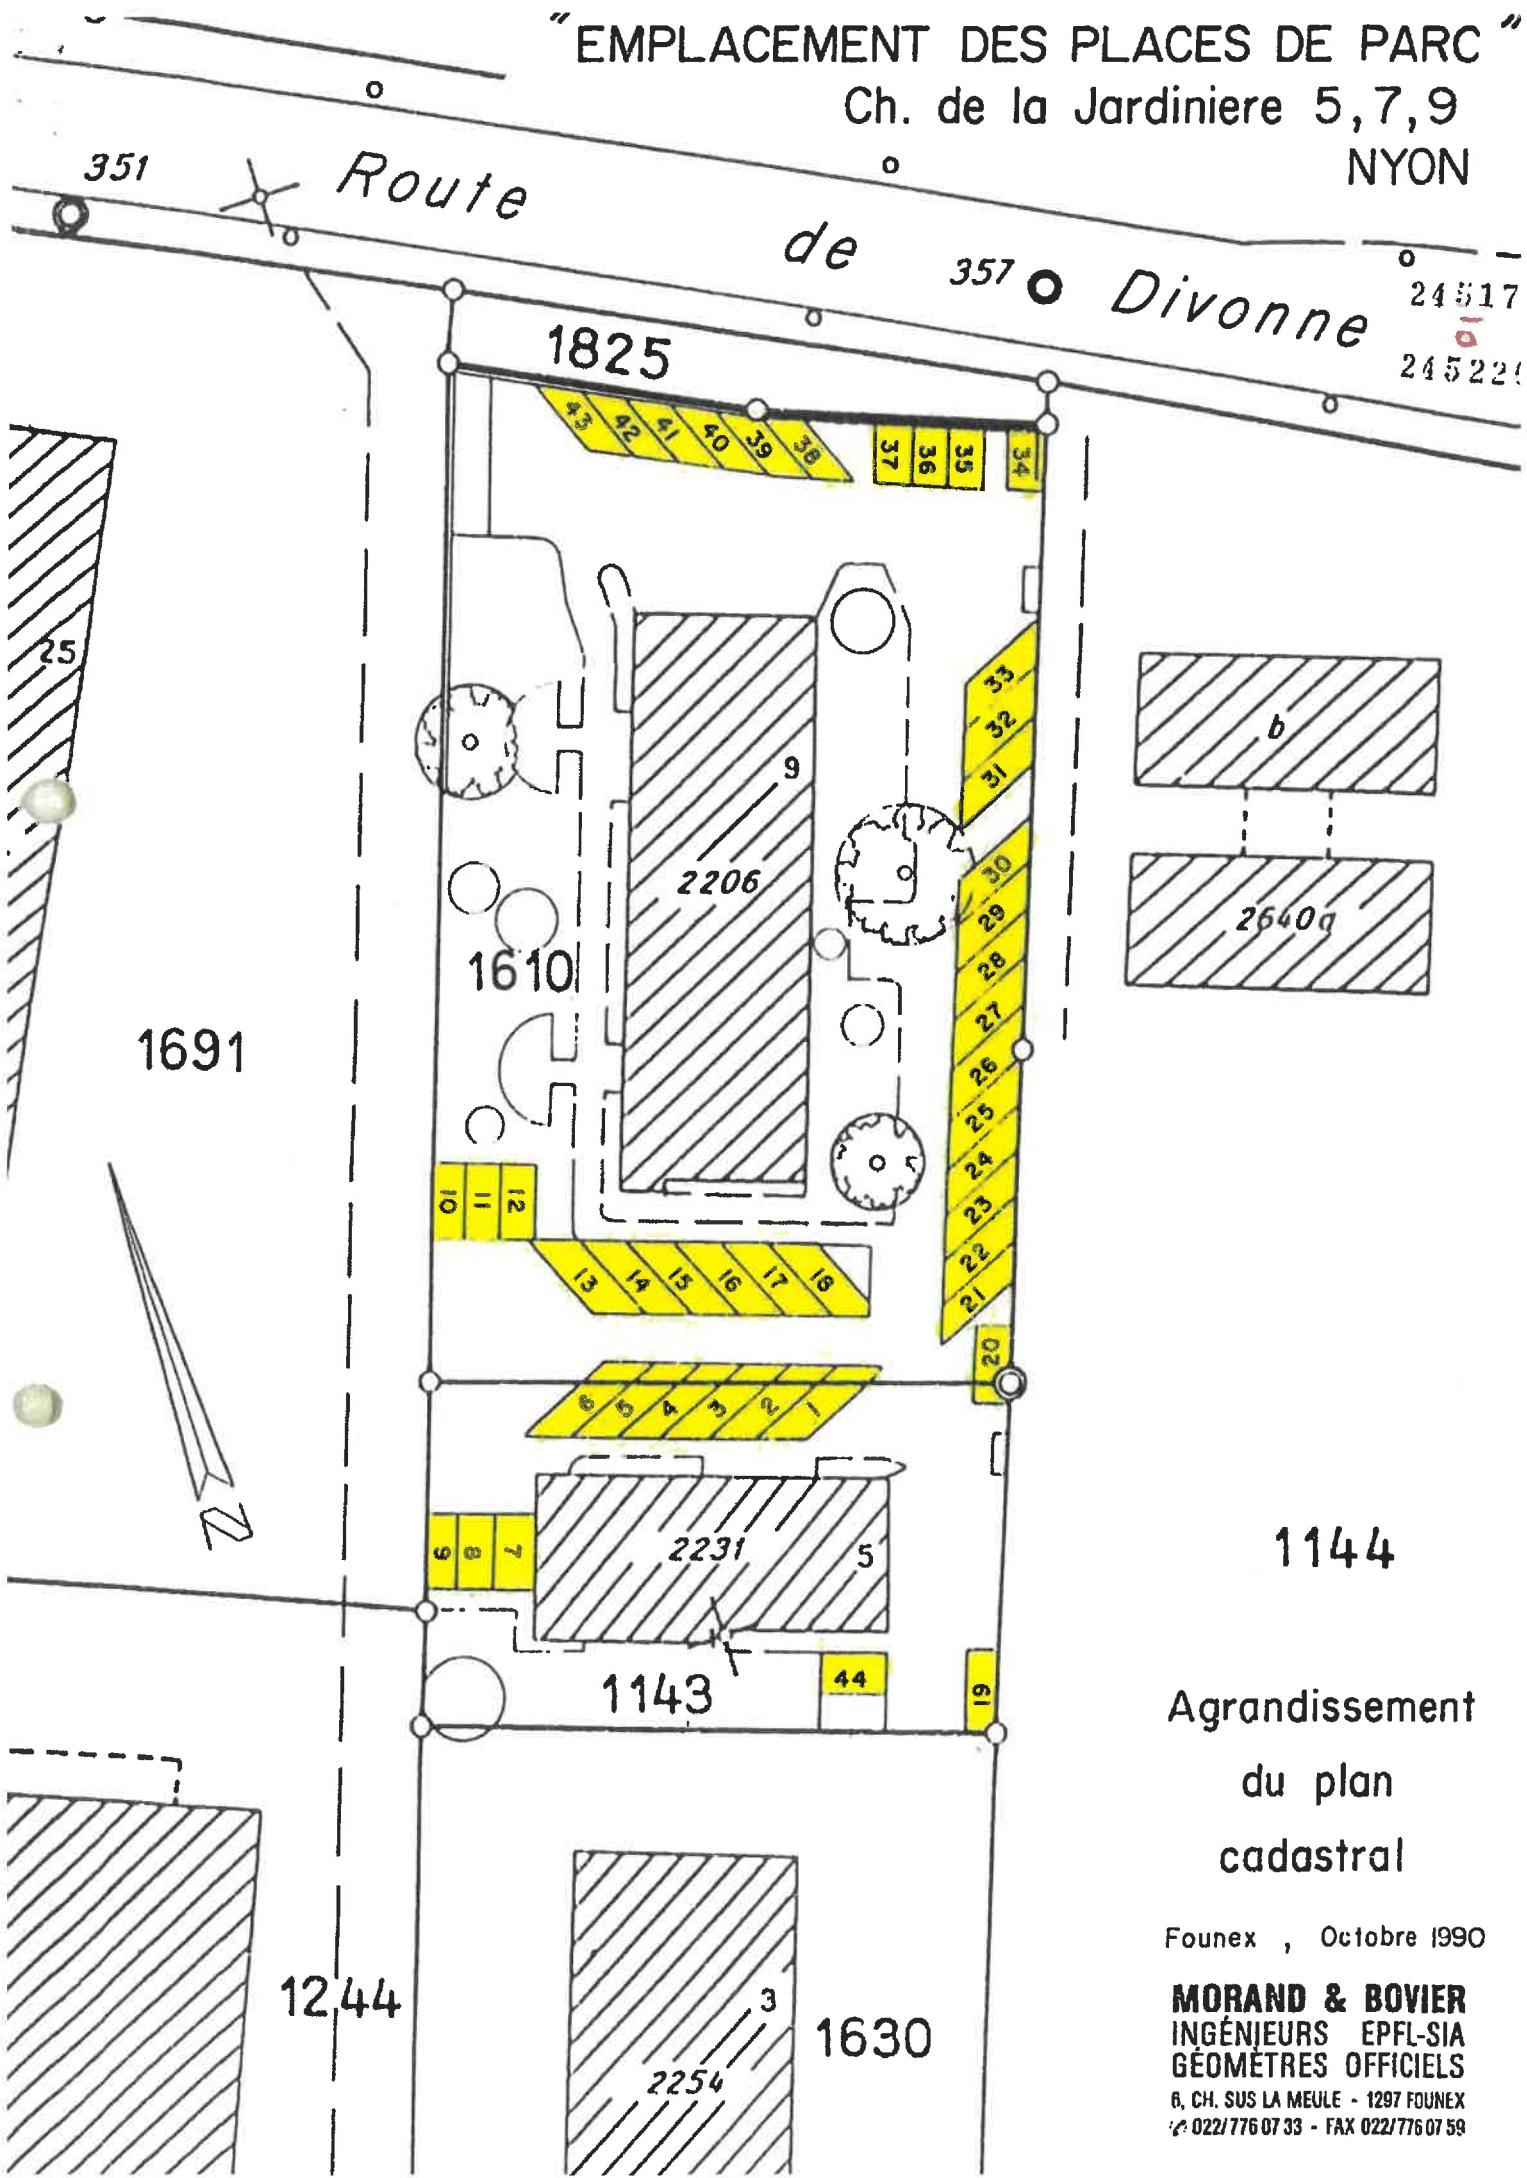 "EMPLACEMENT DES PLACES DE PARC"
Ch. de la Jardiniere 5,7,9
NYON
351
Route de Divonne
357
24517
245229
1825
43 42 41 40 39 38 37 36 35 34
25
33
32
31
b
9
2206
30
29
28
27
26
25
24
23
22
21
20
2640a
1610
1691
10 11 12
13 14 15 16 17 18
6 5 4 3 2 1
N
9 8 7
2231
5
1144
1143
44
19
Agrandissement
du plan
cadastral
Founex , Octobre 1990
1244
3
1630
2254
MORAND & BOVIER
INGÉNIEURS EPFL-SIA
GÉOMÈTRES OFFICIELS
6, CH. SUS LA MEULE - 1297 FOUNEX
✆ 022/776 07 33 - FAX 022/776 07 59